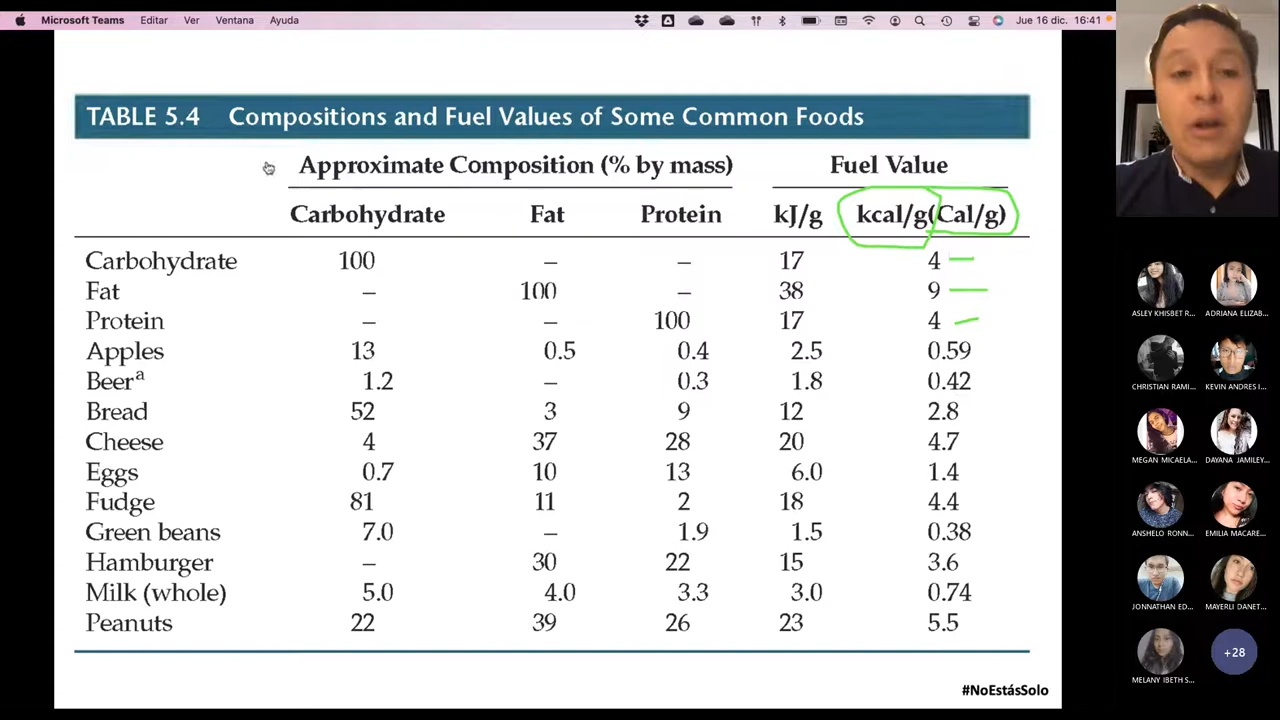 Microsoft Teams Editar Ver Ventana Ayuda Jue 16 dic. 16:41
TABLE 5.4 Compositions and Fuel Values of Some Common Foods
Approximate Composition (% by mass) Fuel Value
Carbohydrate Fat Protein kJ/g kcal/g(Cal/g)
Carbohydrate 100 – – 17 4
Fat – 100 – 38 9
Protein – – 100 17 4
Apples 13 0.5 0.4 2.5 0.59
Beera 1.2 – 0.3 1.8 0.42
Bread 52 3 9 12 2.8
Cheese 4 37 28 20 4.7
Eggs 0.7 10 13 6.0 1.4
Fudge 81 11 2 18 4.4
Green beans 7.0 – 1.9 1.5 0.38
Hamburger – 30 22 15 3.6
Milk (whole) 5.0 4.0 3.3 3.0 0.74
Peanuts 22 39 26 23 5.5
#NoEstásSolo
ASLEY KHISBET R... ADRIANA ELIZAB...
CHRISTIAN RAMI... KEVIN ANDRES I...
MEGAN MICAELA... DAYANA JAMILEY...
ANSHELO RONN... EMILIA MACARE...
JONNATHAN ED... MAYERLI DANET...
MELANY IBETH S... +28